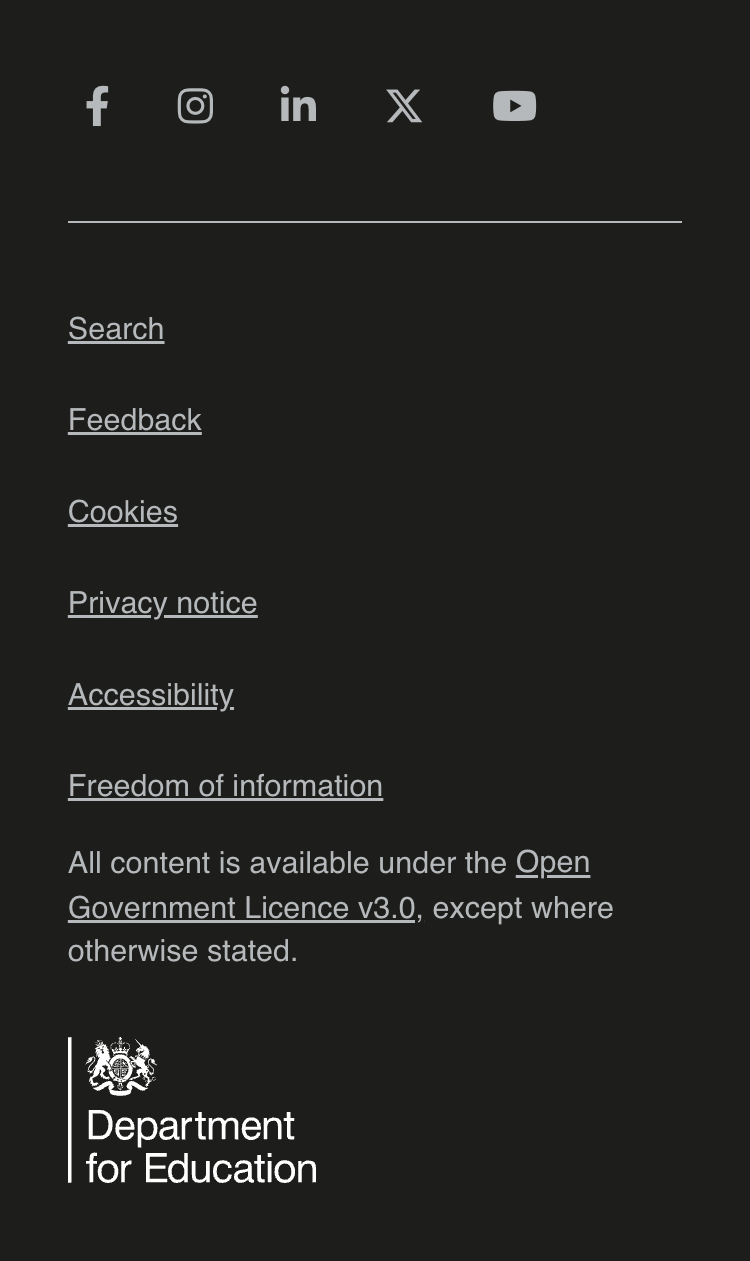 Search
Feedback
Cookies
Privacy notice
Accessibility
Freedom of information
All content is available under the Open
Government Licence v3.0, except where
otherwise stated.
Department
for Education